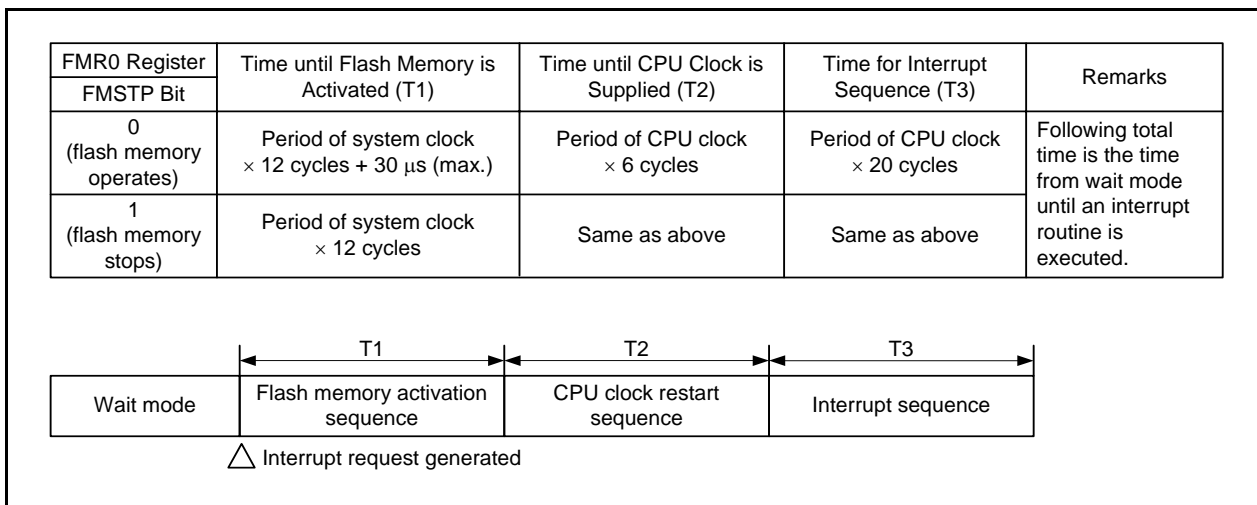 FMR0 Register
FMSTP Bit
Time until Flash Memory is
Activated (T1)
Time until CPU Clock is
Supplied (T2)
Time for Interrupt
Sequence (T3)
Remarks
0
(flash memory
operates)
Period of system clock
× 12 cycles + 30 μs (max.)
Period of CPU clock
× 6 cycles
Period of CPU clock
× 20 cycles
Following total
time is the time
from wait mode
until an interrupt
routine is
executed.
1
(flash memory
stops)
Period of system clock
× 12 cycles
Same as above
Same as above
T1
T2
T3
Wait mode
Flash memory activation
sequence
CPU clock restart
sequence
Interrupt sequence
Interrupt request generated